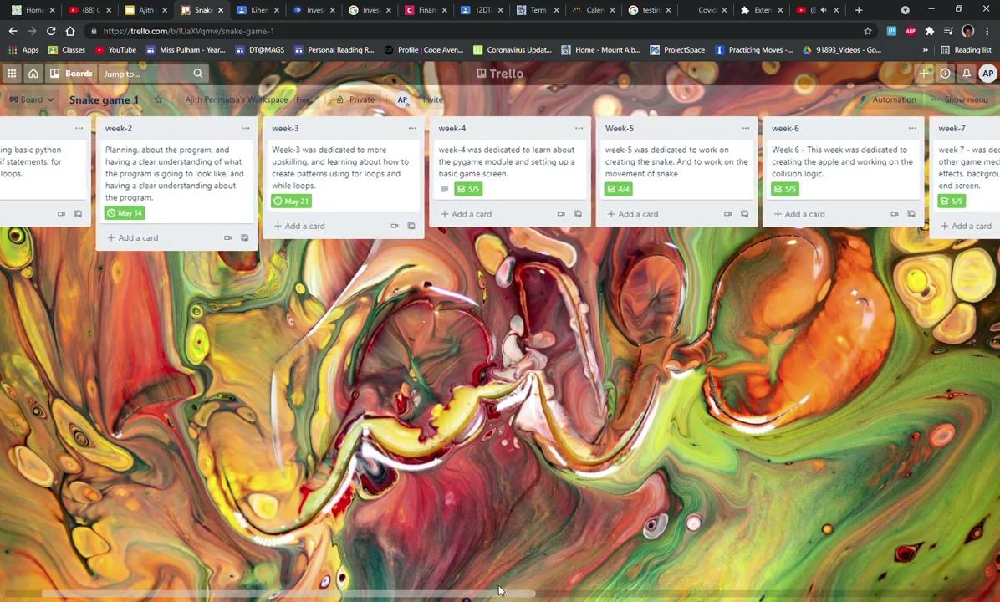 Home
(88) C
Ajith
Snake
Kiner
Invest
Invest
Financ
12DT
Term
Calen
testin
Covid
Exten
(8
https://trello.com/b/IUaXVqmw/snake-game-1
Apps
Classes
YouTube
Miss Pulham - Year...
DT@MAGS
Personal Reading R...
Profile | Code Aven...
Coronavirus Updat...
Home - Mount Alb...
ProjectSpace
Practicing Moves -...
91893_Videos - Go...
»
Reading list
Boards
Jump to...
Trello
AP
Board
Snake game 1
Ajith Penmatsa's Workspace
Free
Private
AP
Invite
Automation
Show menu
ing basic python
if statements, for
loops.
week-2
Planning, about the program, and
having a clear understanding of what
the program is going to look like, and
having a clear understanding about
the program.
May 14
+ Add a card
week-3
Week-3 was dedicated to more
upskilling, and learning about how to
create patterns using for loops and
while loops.
May 21
+ Add a card
week-4
week-4 was dedicated to learn about
the pygame module and setting up a
basic game screen.
5/5
+ Add a card
Week-5
week-5 was dedicated to work on
creating the snake. And to work on the
movement of snake
4/4
+ Add a card
week-6
Week 6 - This week was dedicated to
creating the apple and working on the
collision logic.
5/5
+ Add a card
week-7
week 7 - was dec
other game mec
effects, backgrou
end screen.
5/5
+ Add a card